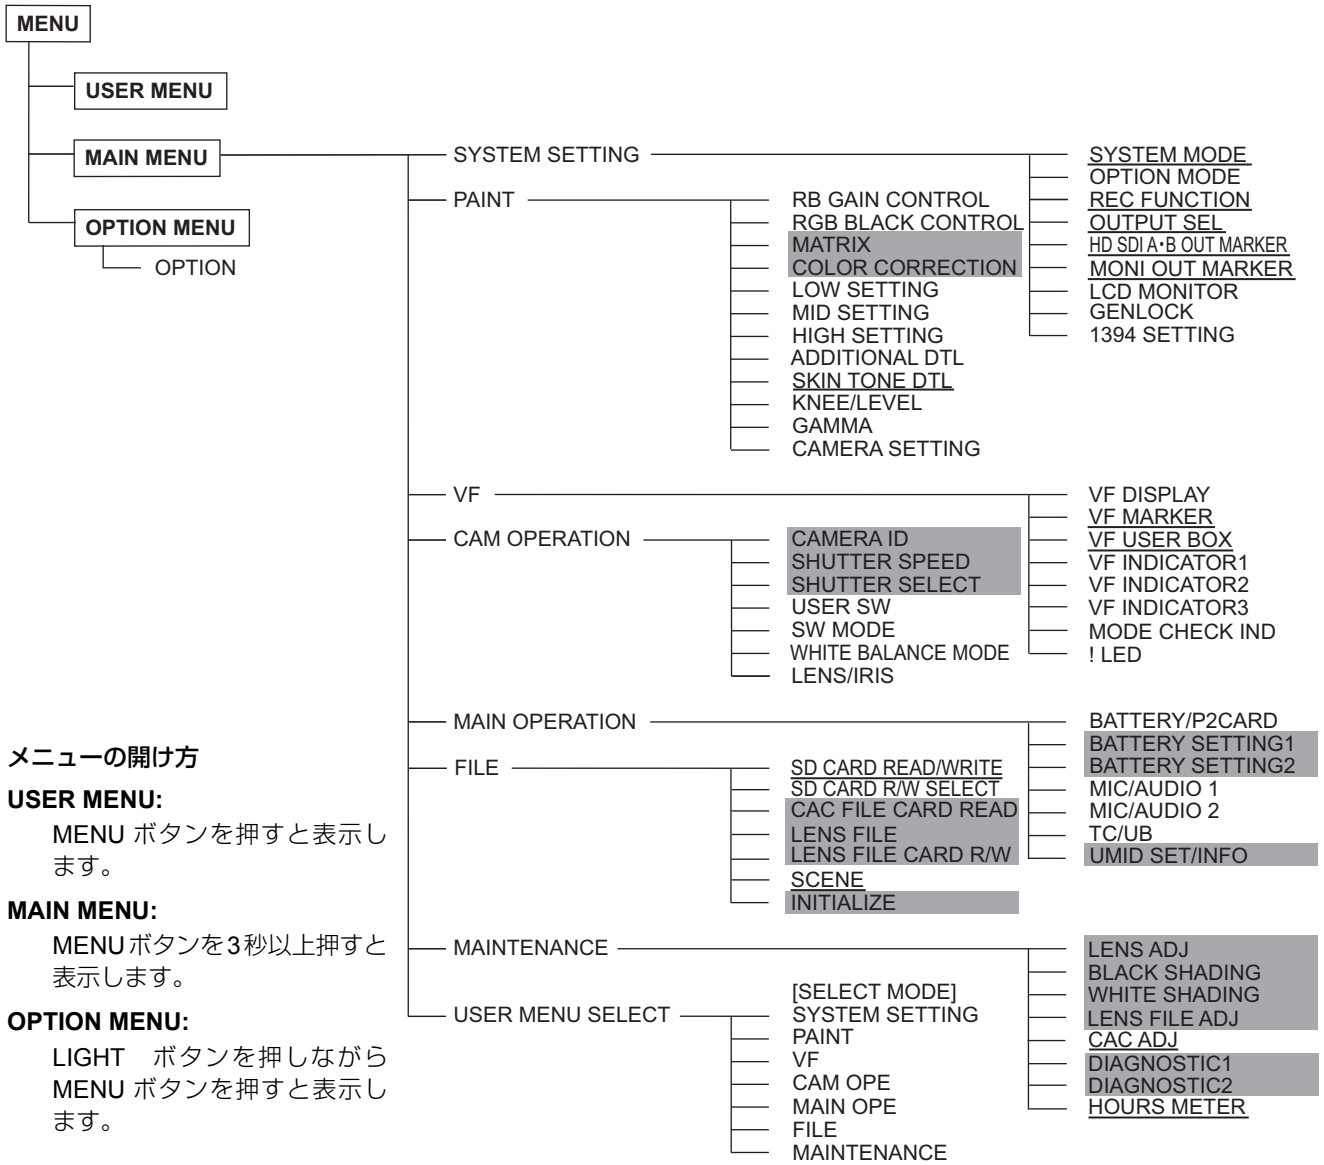 MENU
USER MENU
MAIN MENU
OPTION MENU
OPTION
SYSTEM SETTING
SYSTEM MODE
OPTION MODE
REC FUNCTION
OUTPUT SEL
HD SDI A・B OUT MARKER
MONI OUT MARKER
LCD MONITOR
GENLOCK
1394 SETTING
PAINT
RB GAIN CONTROL
RGB BLACK CONTROL
MATRIX
COLOR CORRECTION
LOW SETTING
MID SETTING
HIGH SETTING
ADDITIONAL DTL
SKIN TONE DTL
KNEE/LEVEL
GAMMA
CAMERA SETTING
VF
VF DISPLAY
VF MARKER
VF USER BOX
VF INDICATOR1
VF INDICATOR2
VF INDICATOR3
MODE CHECK IND
! LED
CAM OPERATION
CAMERA ID
SHUTTER SPEED
SHUTTER SELECT
USER SW
SW MODE
WHITE BALANCE MODE
LENS/IRIS
MAIN OPERATION
BATTERY/P2CARD
BATTERY SETTING1
BATTERY SETTING2
MIC/AUDIO 1
MIC/AUDIO 2
TC/UB
UMID SET/INFO
FILE
SD CARD READ/WRITE
SD CARD R/W SELECT
CAC FILE CARD READ
LENS FILE
LENS FILE CARD R/W
SCENE
INITIALIZE
MAINTENANCE
LENS ADJ
BLACK SHADING
WHITE SHADING
LENS FILE ADJ
CAC ADJ
DIAGNOSTIC1
DIAGNOSTIC2
HOURS METER
USER MENU SELECT
[SELECT MODE]
SYSTEM SETTING
PAINT
VF
CAM OPE
MAIN OPE
FILE
MAINTENANCE
メニューの開け方
USER MENU:
MENU ボタンを押すと表示し
ます。
MAIN MENU:
MENUボタンを3秒以上押すと
表示します。
OPTION MENU:
LIGHT ボタンを押しながら
MENU ボタンを押すと表示し
ます。